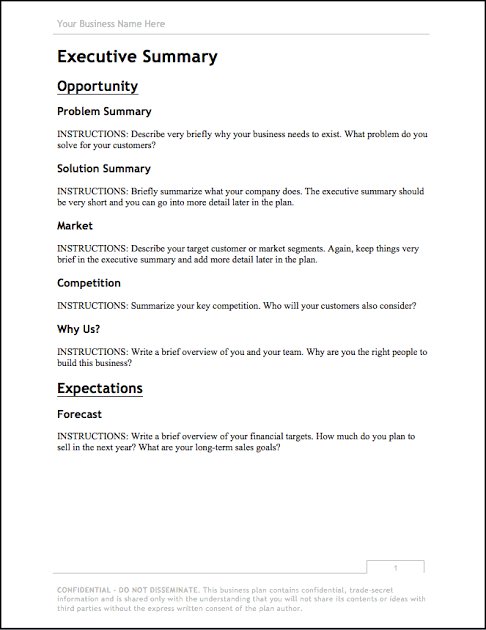 Your Business Name Here
Executive Summary
Opportunity
Problem Summary
INSTRUCTIONS: Describe very briefly why your business needs to exist. What problem do you
solve for your customers?
Solution Summary
INSTRUCTIONS: Briefly summarize what your company does. The executive summary should
be very short and you can go into more detail later in the plan.
Market
INSTRUCTIONS: Describe your target customer or market segments. Again, keep things very
brief in the executive summary and add more detail later in the plan.
Competition
INSTRUCTIONS: Summarize your key competition. Who will your customers also consider?
Why Us?
INSTRUCTIONS: Write a brief overview of you and your team. Why are you the right people to
build this business?
Expectations
Forecast
INSTRUCTIONS: Write a brief overview of your financial targets. How much do you plan to
sell in the next year? What are your long-term sales goals?
1
CONFIDENTIAL - DO NOT DISSEMINATE. This business plan contains confidential, trade-secret
information and is shared only with the understanding that you will not share its contents or ideas with
third parties without the express written consent of the plan author.